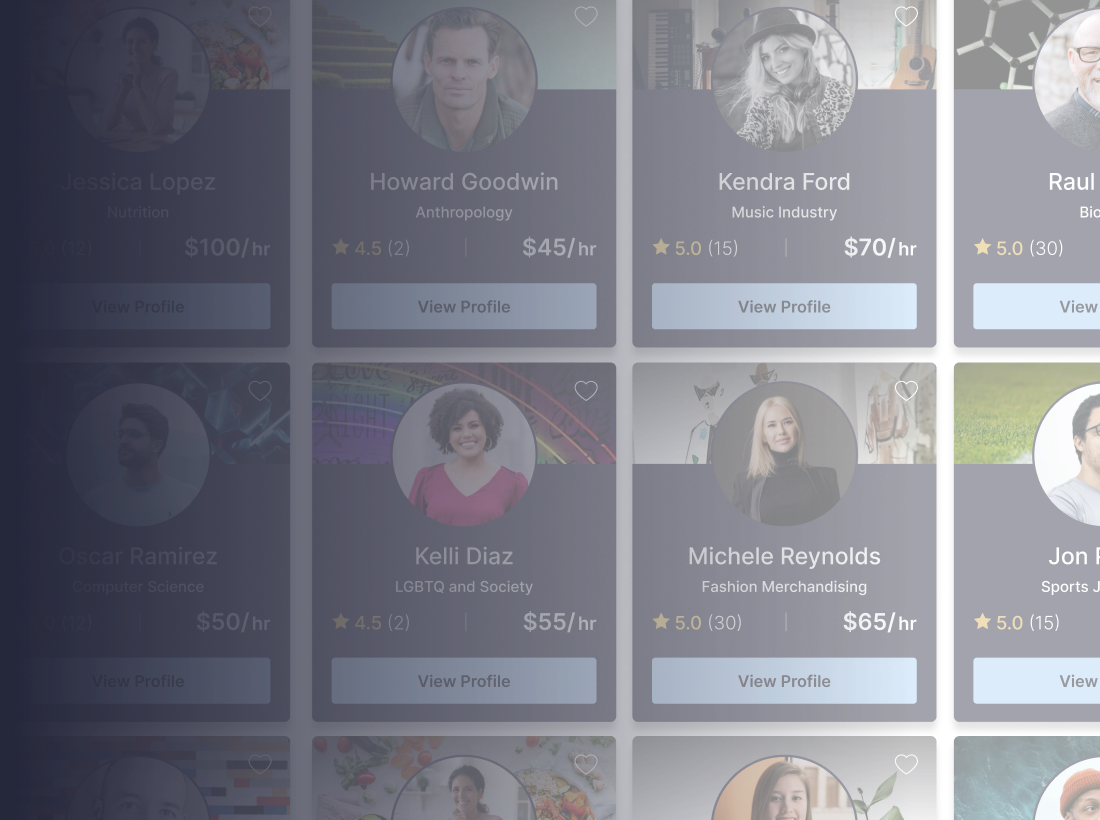 Jessica Lopez
Nutrition
(12) $100/hr
View Profile
Howard Goodwin
Anthropology
4.5 (2) $45/hr
View Profile
Kendra Ford
Music Industry
5.0 (15) $70/hr
View Profile
Raul
Bio
5.0 (30)
View
Oscar Ramirez
Computer Science
(12) $50/hr
View Profile
Kelli Diaz
LGBTQ and Society
4.5 (2) $55/hr
View Profile
Michele Reynolds
Fashion Merchandising
5.0 (30) $65/hr
View Profile
Jon
Sports J
5.0 (15)
View